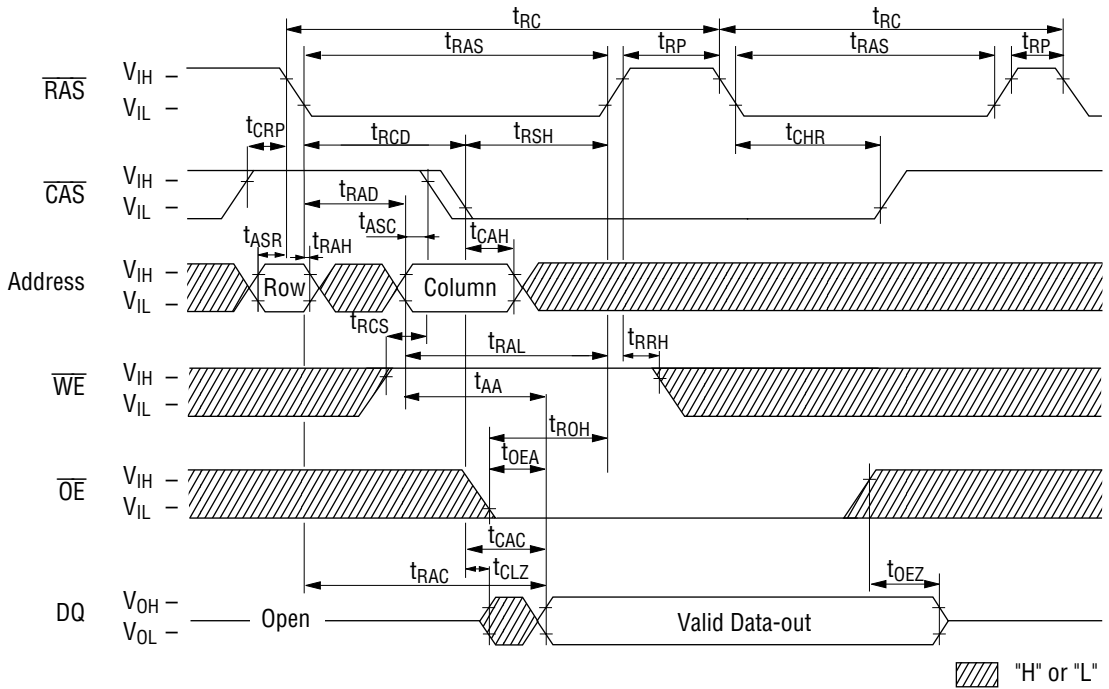 tRC tRC
tRAS tRP tRAS tRP
RAS VIH
VIL
tCRP tRCD tRSH tCHR
CAS VIH
VIL
tRAD
tASC tCAH
tASR tRAH
Address VIH
VIL
Row Column
tRCS tRAL tRRH
WE VIH
VIL
tAA
tROH
tOEA
OE VIH
VIL
tCAC
tRAC tCLZ tOEZ
DQ VOH
VOL
Open Valid Data-out
"H" or "L"